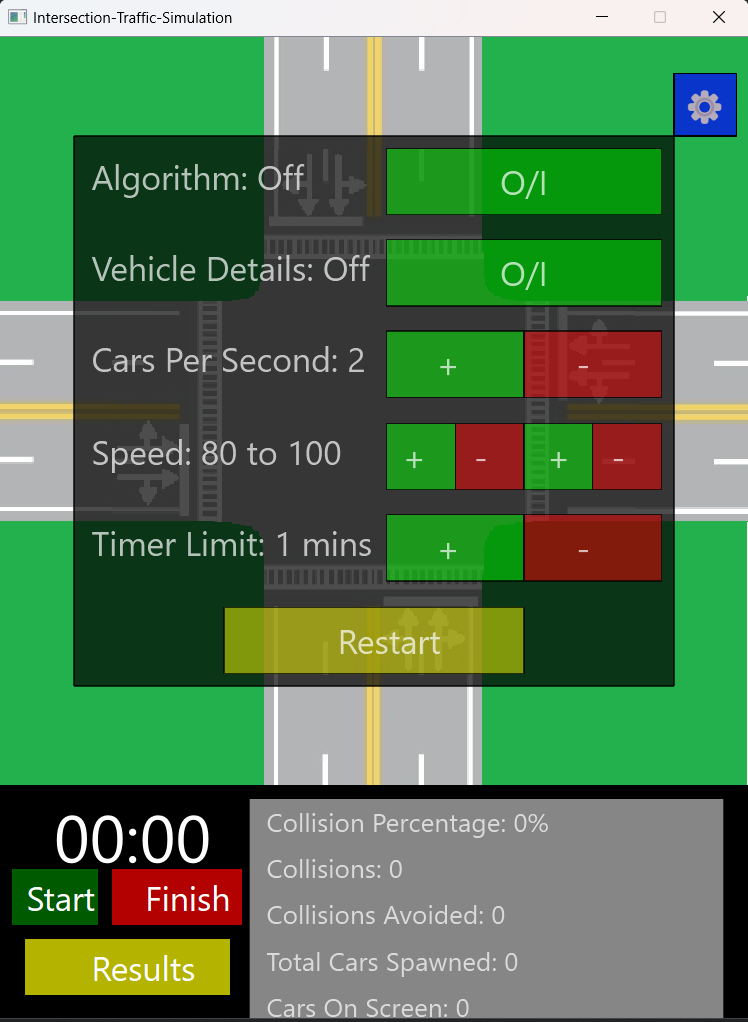 Intersection-Traffic-Simulation
Algorithm: Off O/I
Vehicle Details: Off O/I
Cars Per Second: 2 + -
Speed: 80 to 100 + - + -
Timer Limit: 1 mins + -
Restart
00:00
Start Finish
Results
Collision Percentage: 0%
Collisions: 0
Collisions Avoided: 0
Total Cars Spawned: 0
Cars On Screen: 0